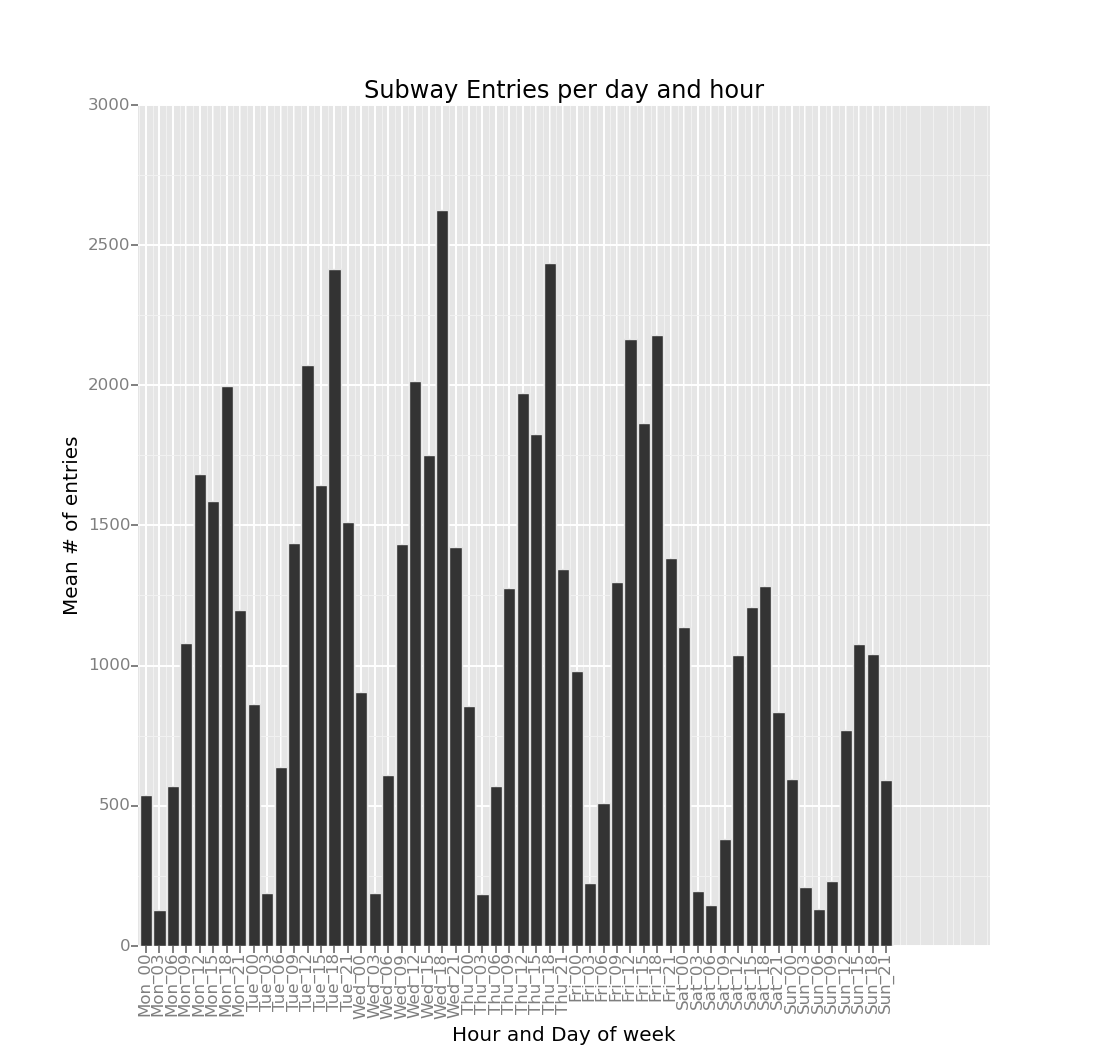 Subway Entries per day and hour
3000
2500
2000
1500
1000
500
0
Mean # of entries
Mon_00
Mon_03
Mon_06
Mon_09
Mon_12
Mon_15
Mon_18
Mon_21
Tue_00
Tue_03
Tue_06
Tue_09
Tue_12
Tue_15
Tue_18
Tue_21
Wed_00
Wed_03
Wed_06
Wed_09
Wed_12
Wed_15
Wed_18
Wed_21
Thu_00
Thu_03
Thu_06
Thu_09
Thu_12
Thu_15
Thu_18
Thu_21
Fri_00
Fri_03
Fri_06
Fri_09
Fri_12
Fri_15
Fri_18
Fri_21
Sat_00
Sat_03
Sat_06
Sat_09
Sat_12
Sat_15
Sat_18
Sat_21
Sun_00
Sun_03
Sun_06
Sun_09
Sun_12
Sun_15
Sun_18
Sun_21
Hour and Day of week